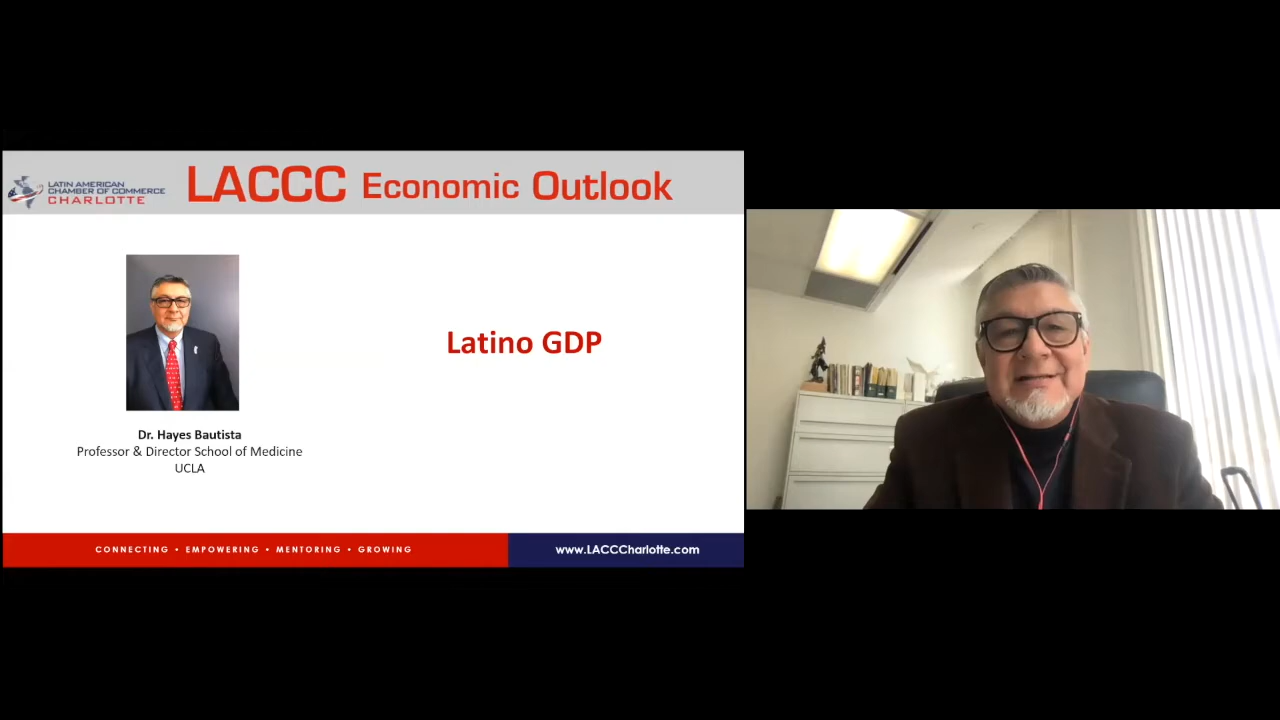 LATIN AMERICAN
CHAMBER OF COMMERCE
CHARLOTTE
LACCC Economic Outlook
Latino GDP
Dr. Hayes Bautista
Professor & Director School of Medicine
UCLA
CONNECTING • EMPOWERING • MENTORING • GROWING
www.LACCCharlotte.com